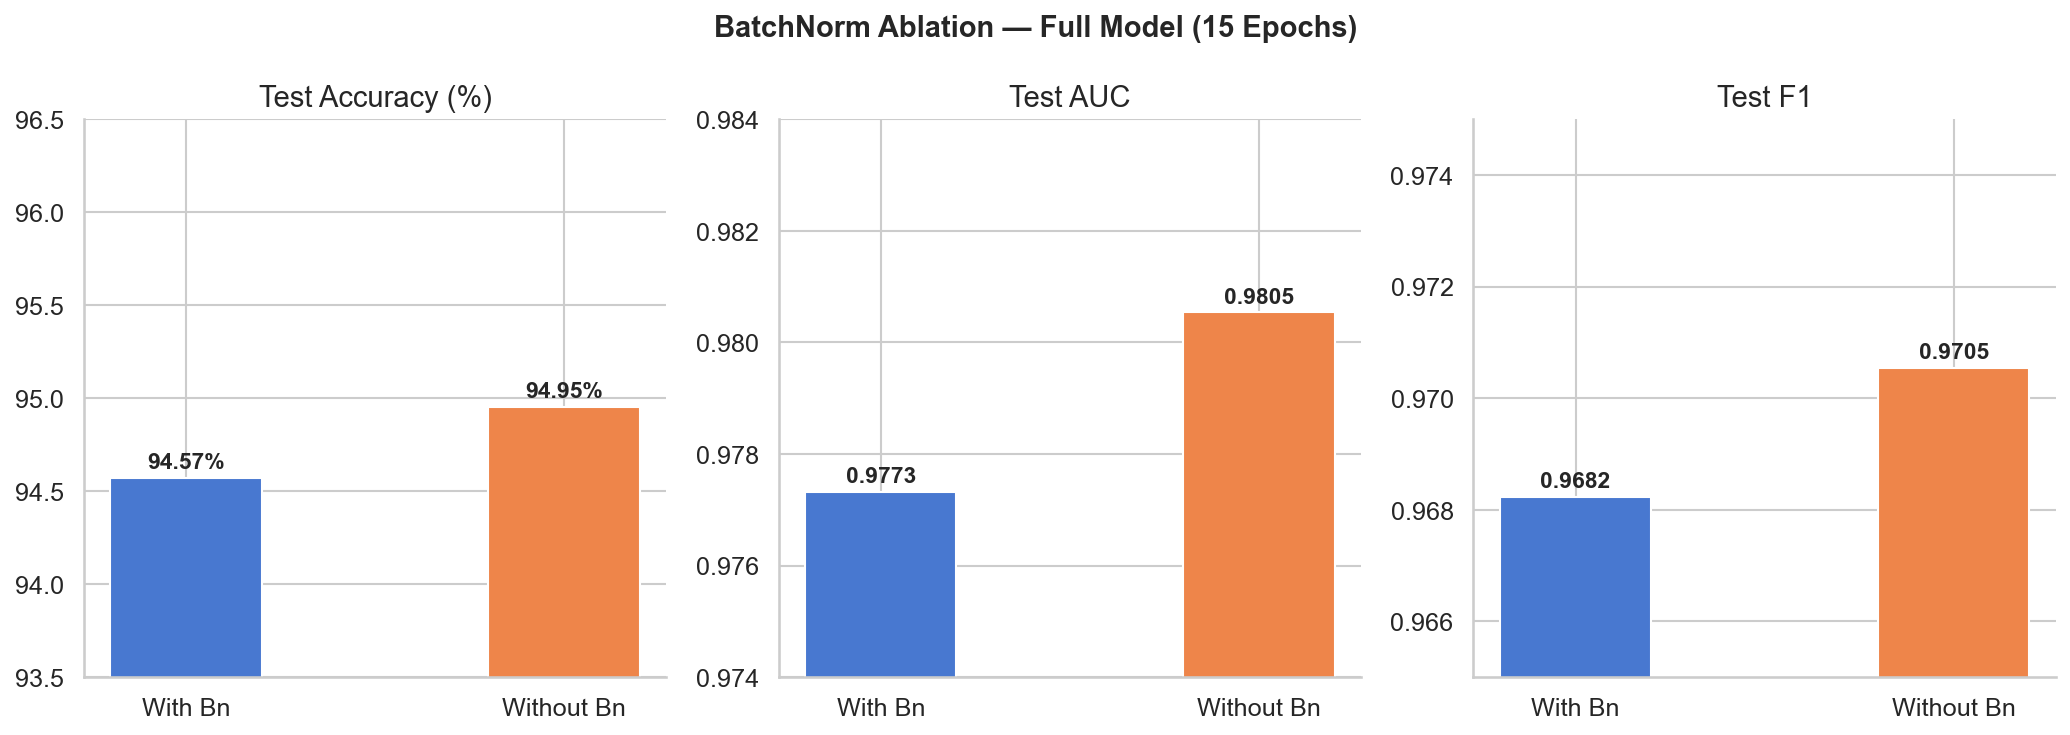 BatchNorm Ablation — Full Model (15 Epochs)
Test Accuracy (%)
96.5
96.0
95.5
95.0
94.5
94.0
93.5
94.57%
94.95%
With Bn
Without Bn
Test AUC
0.984
0.982
0.980
0.978
0.976
0.974
0.9773
0.9805
With Bn
Without Bn
Test F1
0.974
0.972
0.970
0.968
0.966
0.9682
0.9705
With Bn
Without Bn